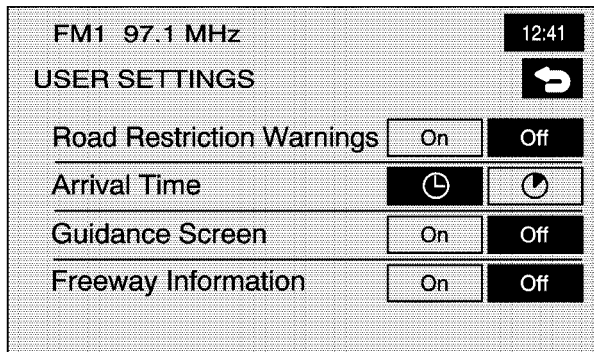 FM1 97.1 MHz 12:41
USER SETTINGS
Road Restriction Warnings On Off
Arrival Time
Guidance Screen On Off
Freeway Information On Off